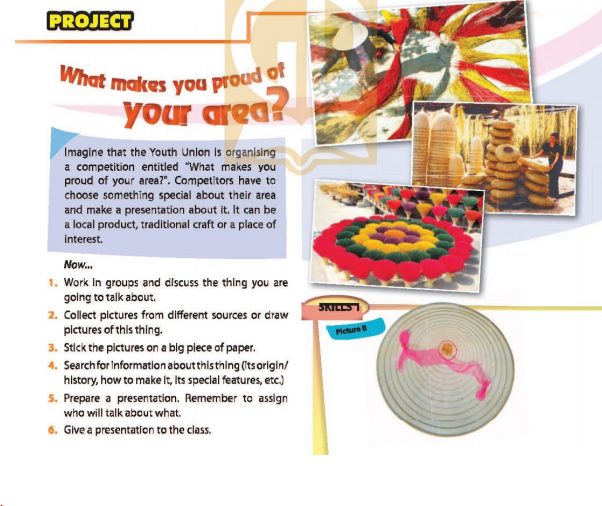 PROJECT
What makes you proud of
your area?
Imagine that the Youth Union is organising
a competition entitled "What makes you
proud of your area?". Competitors have to
choose something special about their area
and make a presentation about it. It can be
a local product, traditional craft or a place of
interest.
Now...
1. Work in groups and discuss the thing you are
going to talk about.
2. Collect pictures from different sources or draw
pictures of this thing.
3. Stick the pictures on a big piece of paper.
4. Search for information about this thing (its origin/
history, how to make it, its special features, etc.)
5. Prepare a presentation. Remember to assign
who will talk about what.
6. Give a presentation to the class.
SKILLS 1
Picture B
.